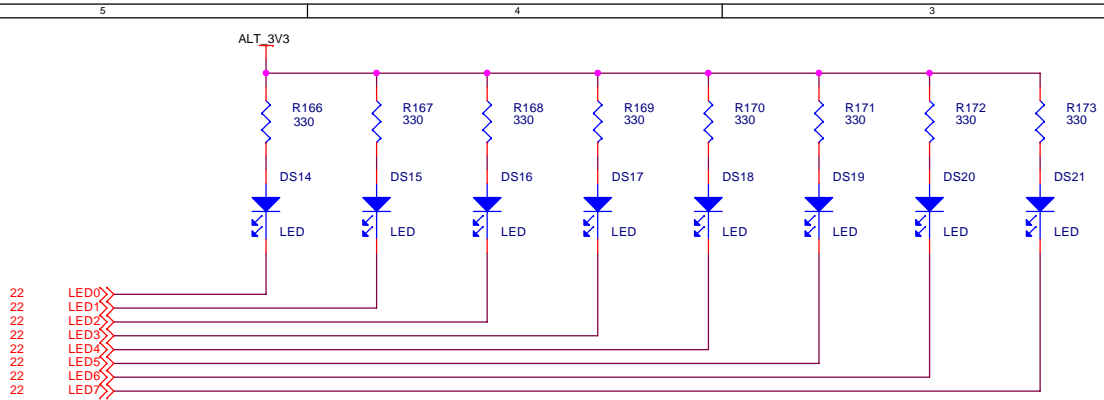 5 4 3
ALT_3V3
R166 R167 R168 R169 R170 R171 R172 R173
330 330 330 330 330 330 330 330
DS14 DS15 DS16 DS17 DS18 DS19 DS20 DS21
LED LED LED LED LED LED LED LED
22 LED0
22 LED1
22 LED2
22 LED3
22 LED4
22 LED5
22 LED6
22 LED7